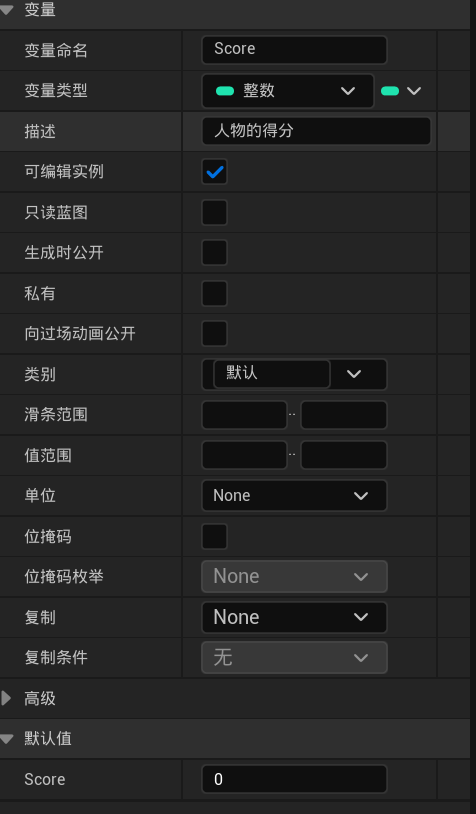 变量
变量命名 Score
变量类型 整数
描述 人物的得分
可编辑实例
只读蓝图
生成时公开
私有
向过场动画公开
类别 默认
滑条范围 ..
值范围 ..
单位 None
位掩码
位掩码枚举 None
复制 None
复制条件 无
高级
默认值
Score 0